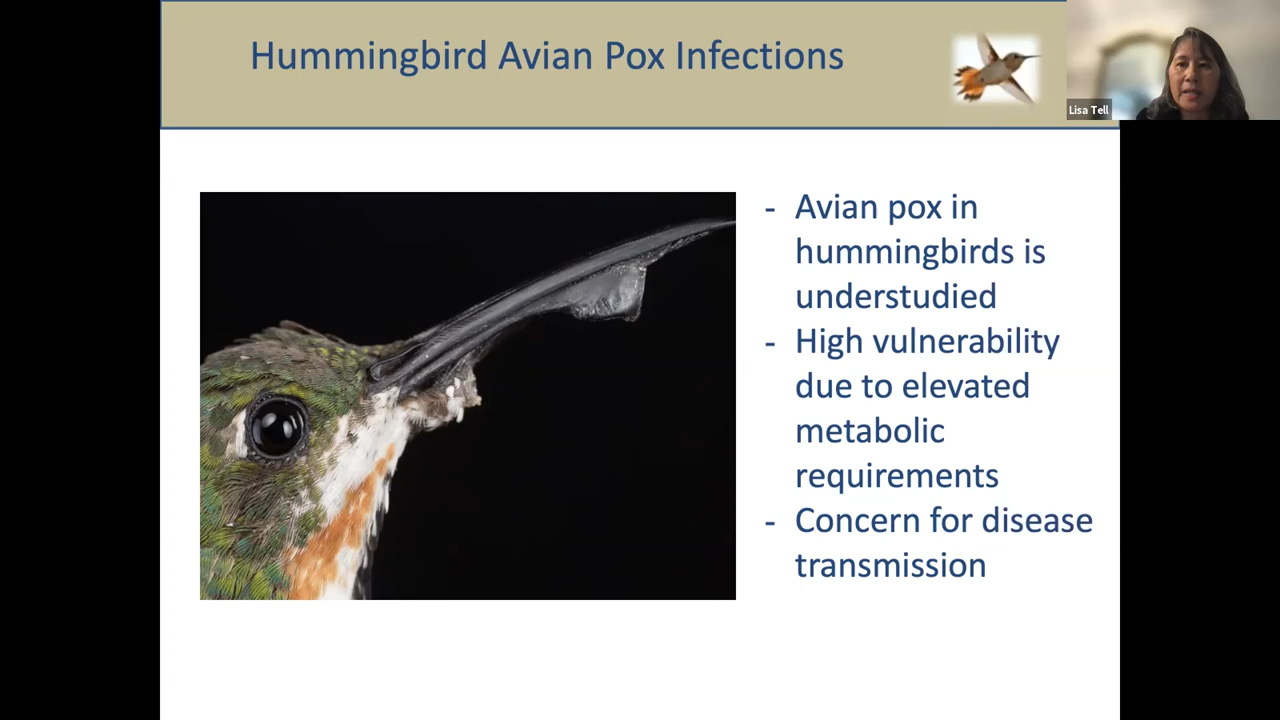 Hummingbird Avian Pox Infections
Lisa Tell
- Avian pox in
hummingbirds is
understudied
- High vulnerability
due to elevated
metabolic
requirements
- Concern for disease
transmission